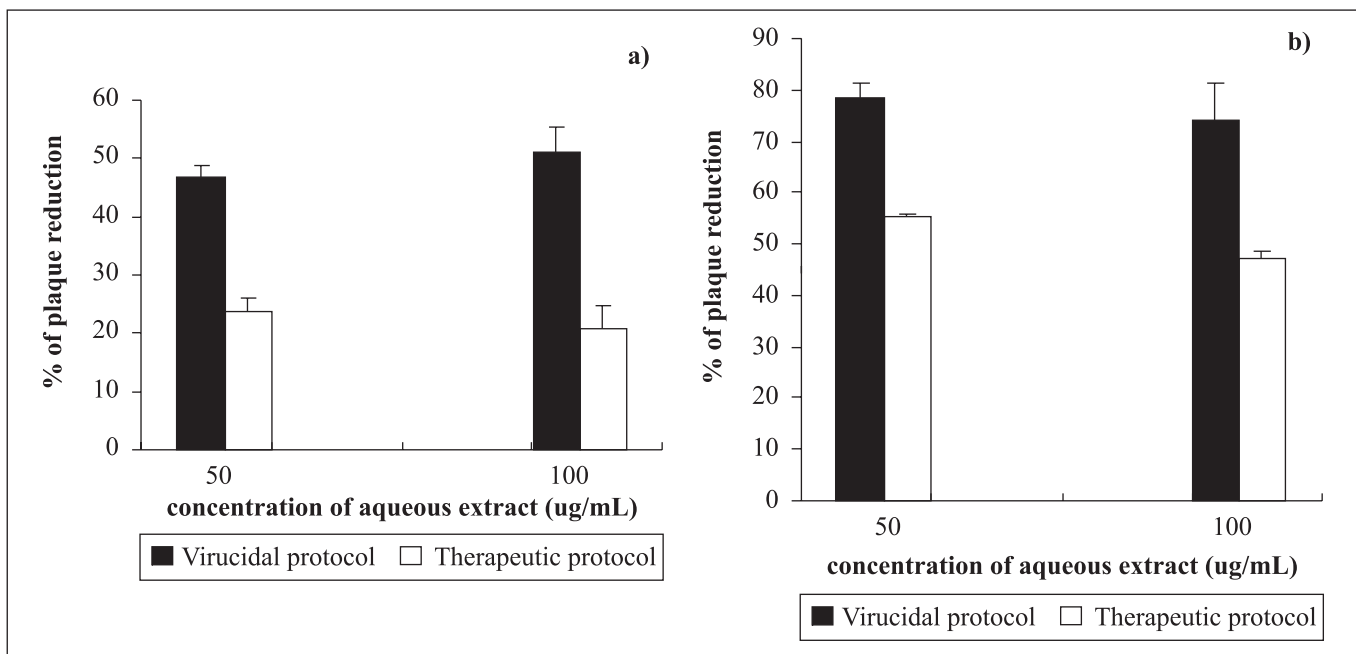 a)
% of plaque reduction
60
50
40
30
20
10
0
50
100
concentration of aqueous extract (ug/mL)
Virucidal protocol
Therapeutic protocol
b)
% of plaque reduction
90
80
70
60
50
40
30
20
10
0
50
100
concentration of aqueous extract (ug/mL)
Virucidal protocol
Therapeutic protocol